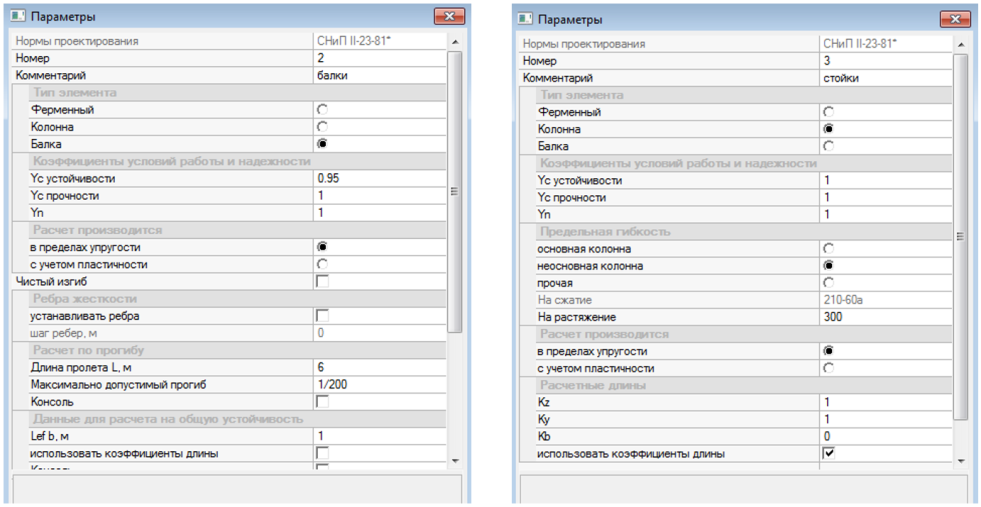 Параметры
Нормы проектирования СНиП II-23-81*
Номер 2
Комментарий балки
Тип элемента
Ферменный
Колонна
Балка
Коэффициенты условий работы и надежности
Yc устойчивости 0.95
Yc прочности 1
Yn 1
Расчет производится
в пределах упругости
с учетом пластичности
Чистый изгиб
Ребра жесткости
устанавливать ребра
шаг ребер, м 0
Расчет по прогибу
Длина пролета L, м 6
Максимально допустимый прогиб 1/200
Консоль
Данные для расчета на общую устойчивость
Lef b, м 1
использовать коэффициенты длины
Консоль
Параметры
Нормы проектирования СНиП II-23-81*
Номер 3
Комментарий стойки
Тип элемента
Ферменный
Колонна
Балка
Коэффициенты условий работы и надежности
Yc устойчивости 1
Yc прочности 1
Yn 1
Предельная гибкость
основная колонна
неосновная колонна
прочая
На сжатие 210-60a
На растяжение 300
Расчет производится
в пределах упругости
с учетом пластичности
Расчетные длины
Kz 1
Ky 1
Kb 0
использовать коэффициенты длины